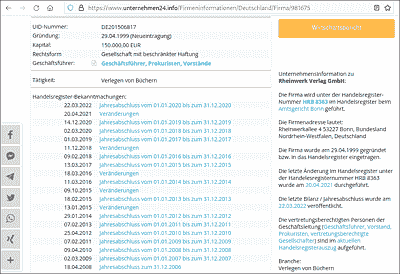 https://www.unternehmen24.info/Firmeninformationen/Deutschland/Firma/981675
UID-Nummer: DE201506817
Gründung: 29.04.1999 (Neueintragung)
Kapital: 150.000,00 EUR
Rechtsform Gesellschaft mit beschränkter Haftung
Geschäftsführer Geschäftsführer, Prokuristen, Vorstände
Tätigkeit: Verlegen von Büchern
Handelsregister-Bekanntmachungen:
22.03.2022 Jahresabschluss vom 01.01.2020 bis zum 31.12.2020
20.04.2021 Veränderungen
14.12.2020 Jahresabschluss vom 01.01.2019 bis zum 31.12.2019
02.03.2020 Jahresabschluss vom 01.01.2018 bis zum 31.12.2018
01.03.2019 Jahresabschluss vom 01.01.2017 bis zum 31.12.2017
11.12.2018 Veränderungen
08.03.2018 Jahresabschluss vom 01.01.2016 bis zum 31.12.2016
13.03.2017 Jahresabschluss vom 01.01.2015 bis zum 31.12.2015
18.03.2016 Veränderungen
11.03.2016 Jahresabschluss vom 01.01.2014 bis zum 31.12.2014
09.10.2015 Veränderungen
18.02.2015 Jahresabschluss vom 01.01.2013 bis zum 31.12.2013
13.01.2015 Veränderungen
29.01.2014 Jahresabschluss vom 01.01.2012 bis zum 31.12.2012
07.02.2013 Jahresabschluss vom 01.01.2011 bis zum 31.12.2011
25.04.2012 Jahresabschluss vom 01.01.2010 bis zum 31.12.2010
07.02.2011 Jahresabschluss vom 01.01.2009 bis zum 31.12.2009
09.04.2010 Jahresabschluss vom 01.01.2008 bis zum 31.12.2008
02.03.2009 Jahresabschluss vom 01.01.2007 bis zum 31.12.2007
18.04.2008 Jahresabschluss zum 31.12.2006
Wirtschaftsticket
Unternehmensinformation zu
Rheinwerk Verlag GmbH:
Die Firma wird unter der Handelsregister-
Nummer HRB 8363 im Handelsregister beim
Amtsgericht Bonn geführt.
Die Firmenadresse lautet:
Rheinwerkallee 4 53227 Bonn, Bundesland
Nordrhein-Westfalen, Deutschland.
Die Firma wurde am 29.04.1999 gegründet
bzw. in das Handelsregister eingetragen.
Die letzte Änderung im Handelsregister unter
der Handelsregisternummer HRB 8363
wurde am 20.04.2021 durchgeführt.
Die letzte Bilanz / Jahresabschluss wurde am
22.03.2022 veröffentlicht.
Die vertretungsberechtigten Personen der
Geschäftsleitung (Geschäftsführer, Vorstand,
Prokuristen, vertretungsberechtigte
Gesellschafter) sind im aktuellen
Handelsregisterauszug aufgeführt.
Branche:
Verlegen von Büchern